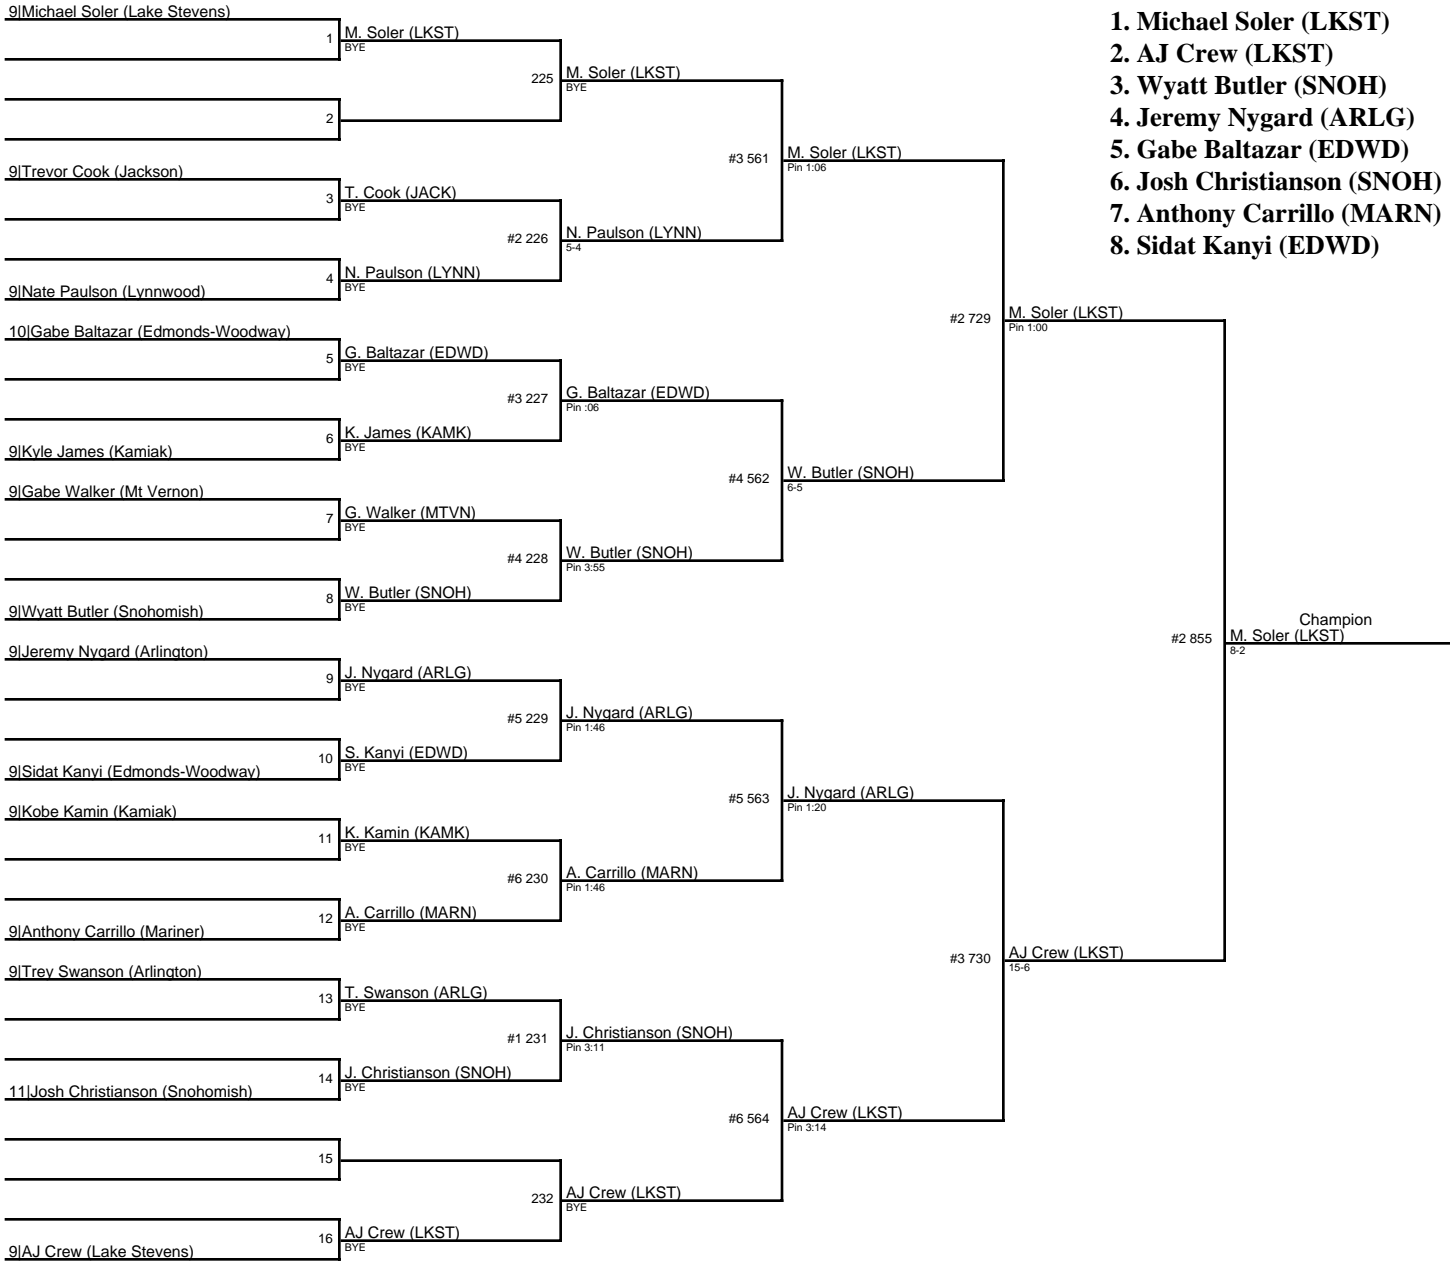 9|Michael Soler (Lake Stevens)
1
M. Soler (LKST)
BYE
225
M. Soler (LKST)
BYE
2
#3 561
M. Soler (LKST)
Pin 1:06
9|Trevor Cook (Jackson)
3
T. Cook (JACK)
BYE
#2 226
N. Paulson (LYNN)
5-4
4
N. Paulson (LYNN)
BYE
9|Nate Paulson (Lynnwood)
#2 729
M. Soler (LKST)
Pin 1:00
10|Gabe Baltazar (Edmonds-Woodway)
5
G. Baltazar (EDWD)
BYE
#3 227
G. Baltazar (EDWD)
Pin :06
6
K. James (KAMK)
BYE
9|Kyle James (Kamiak)
#4 562
W. Butler (SNOH)
6-5
9|Gabe Walker (Mt Vernon)
7
G. Walker (MTVN)
BYE
#4 228
W. Butler (SNOH)
Pin 3:55
8
W. Butler (SNOH)
BYE
9|Wyatt Butler (Snohomish)
Champion
#2 855
M. Soler (LKST)
8-2
9|Jeremy Nygard (Arlington)
9
J. Nygard (ARLG)
BYE
#5 229
J. Nygard (ARLG)
Pin 1:46
10
S. Kanyi (EDWD)
BYE
9|Sidat Kanyi (Edmonds-Woodway)
#5 563
J. Nygard (ARLG)
Pin 1:20
9|Kobe Kamin (Kamiak)
11
K. Kamin (KAMK)
BYE
#6 230
A. Carrillo (MARN)
Pin 1:46
12
A. Carrillo (MARN)
BYE
9|Anthony Carrillo (Mariner)
#3 730
AJ Crew (LKST)
15-6
9|Trey Swanson (Arlington)
13
T. Swanson (ARLG)
BYE
#1 231
J. Christianson (SNOH)
Pin 3:11
14
J. Christianson (SNOH)
BYE
11|Josh Christianson (Snohomish)
#6 564
AJ Crew (LKST)
Pin 3:14
15
232
AJ Crew (LKST)
BYE
16
AJ Crew (LKST)
BYE
9|AJ Crew (Lake Stevens)
1. Michael Soler (LKST)
2. AJ Crew (LKST)
3. Wyatt Butler (SNOH)
4. Jeremy Nygard (ARLG)
5. Gabe Baltazar (EDWD)
6. Josh Christianson (SNOH)
7. Anthony Carrillo (MARN)
8. Sidat Kanyi (EDWD)